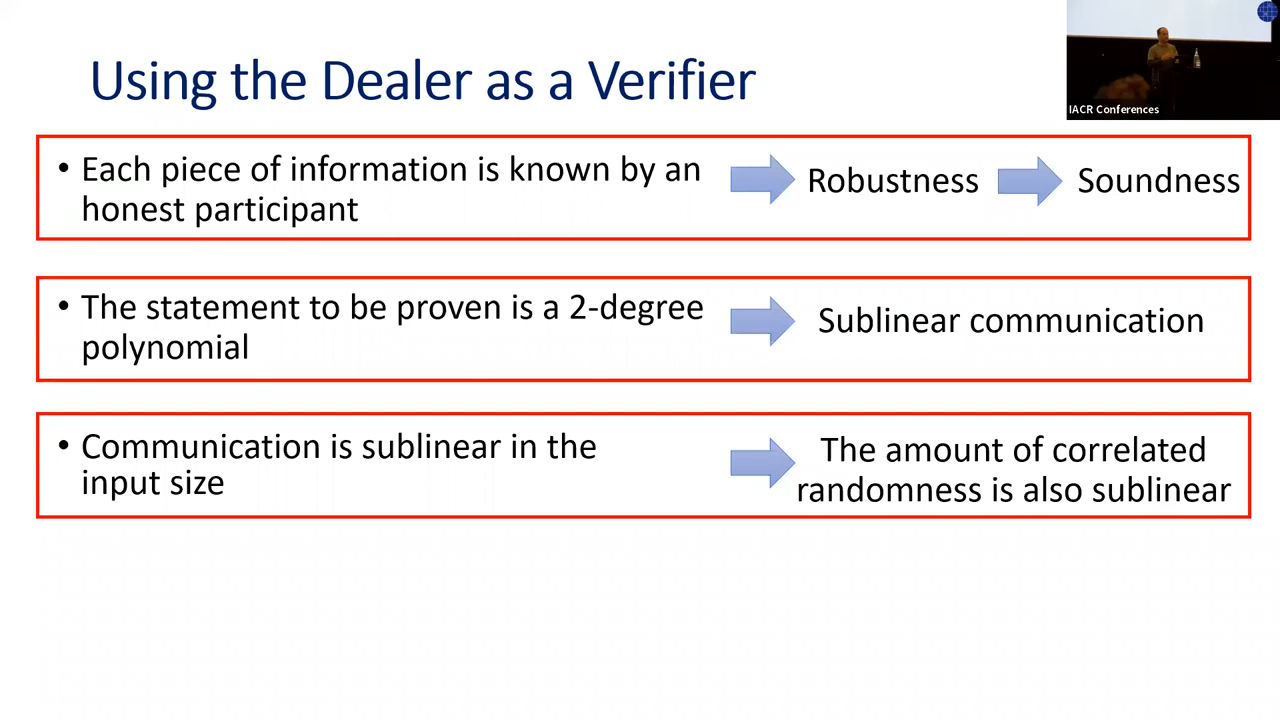 Using the Dealer as a Verifier
IACR Conferences
• Each piece of information is known by an
honest participant
Robustness
Soundness
• The statement to be proven is a 2-degree
polynomial
Sublinear communication
• Communication is sublinear in the
input size
The amount of correlated
randomness is also sublinear